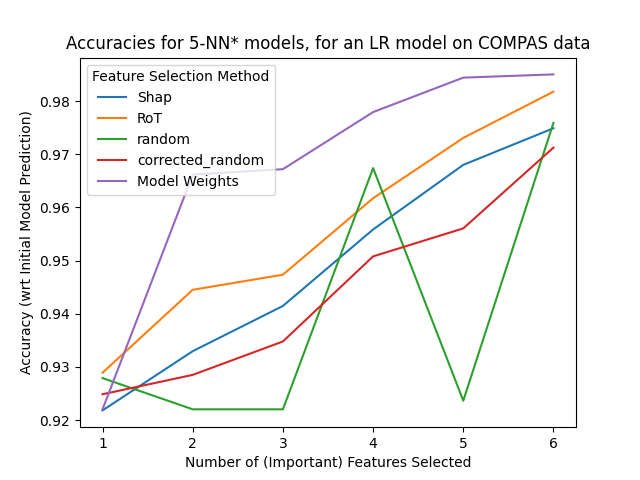 Accuracies for 5-NN* models, for an LR model on COMPAS data
Feature Selection Method
Shap
RoT
random
corrected_random
Model Weights
Accuracy (wrt Initial Model Prediction)
0.98
0.97
0.96
0.95
0.94
0.93
0.92
1 2 3 4 5 6
Number of (Important) Features Selected